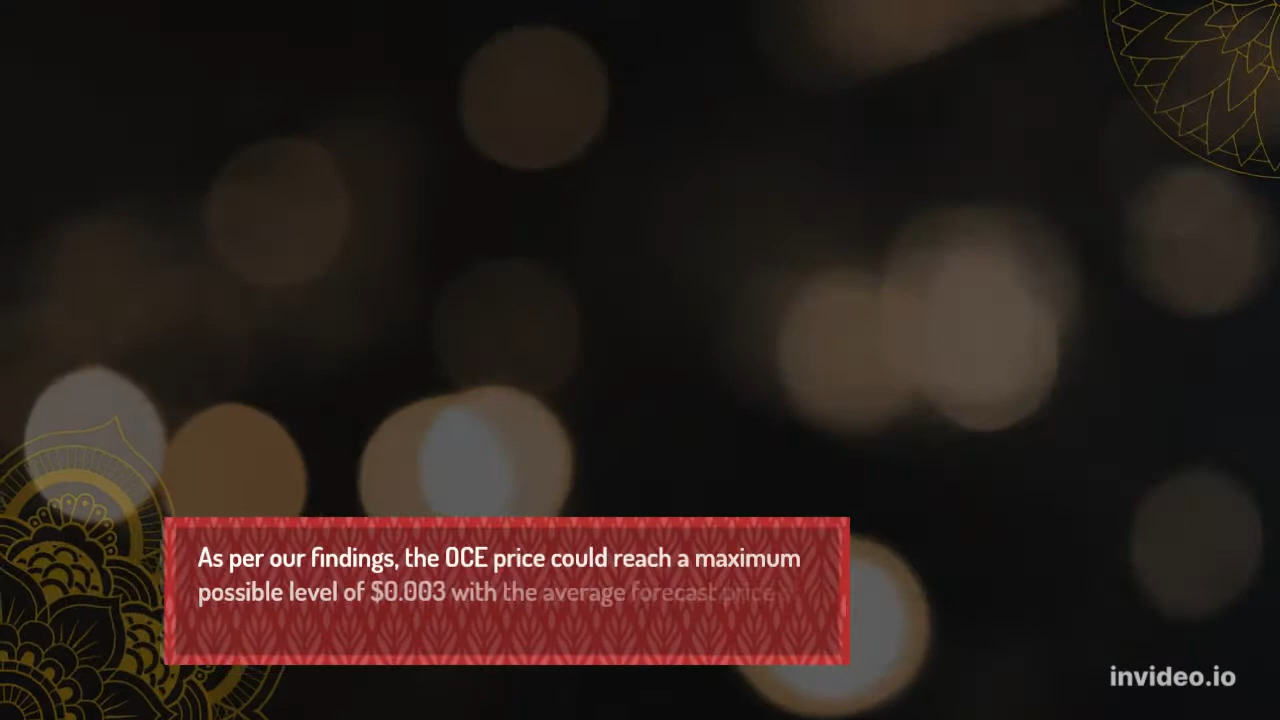 As per our findings, the OCE price could reach a maximum
possible level of $0.003 with the average forecast price
invideo.io